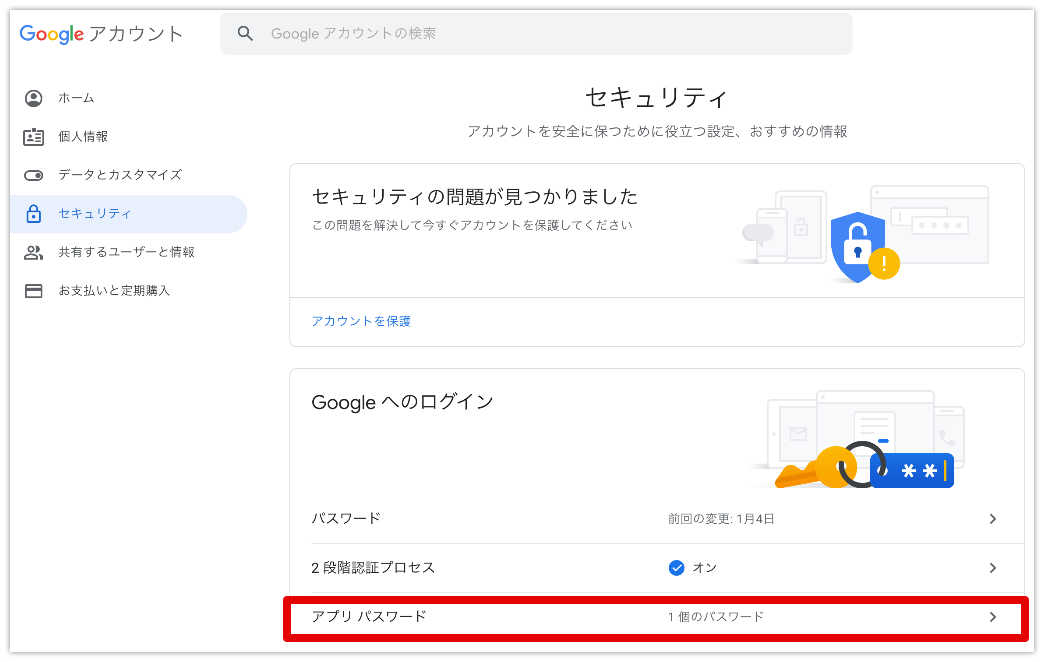 Google アカウント
Google アカウントの検索
ホーム
個人情報
データとカスタマイズ
セキュリティ
共有するユーザーと情報
お支払いと定期購入
セキュリティ
アカウントを安全に保つために役立つ設定、おすすめの情報
セキュリティの問題が見つかりました
この問題を解決して今すぐアカウントを保護してください
アカウントを保護
Google へのログイン
パスワード 前回の変更: 1月4日
2 段階認証プロセス オン
アプリ パスワード 1 個のパスワード